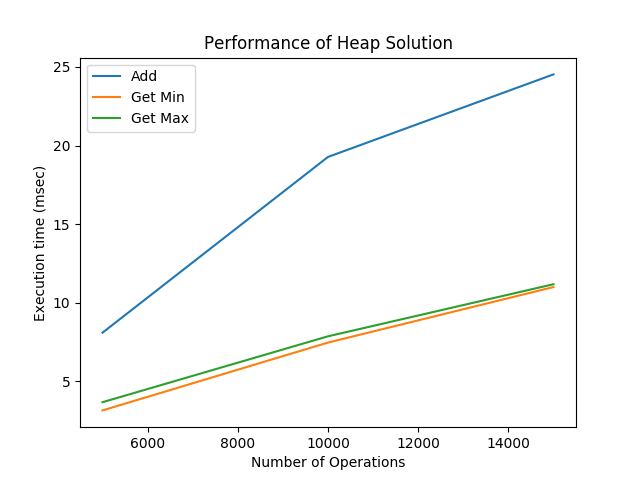 Performance of Heap Solution
Add
Get Min
Get Max
25
20
15
10
5
Execution time (msec)
6000
8000
10000
12000
14000
Number of Operations